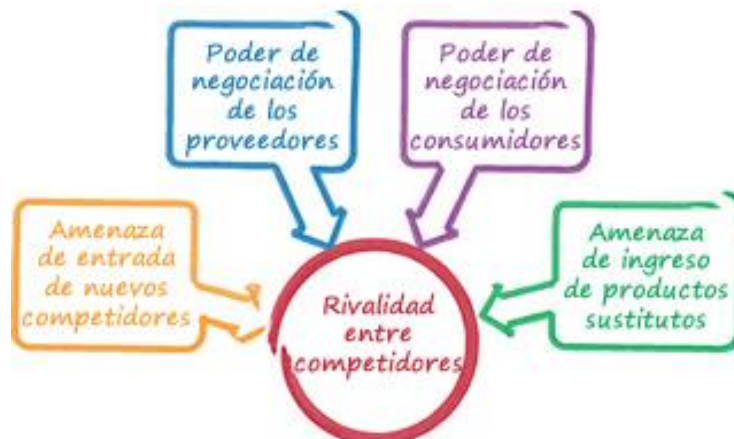 Poder de
negociación
de los
proveedores
Poder de
negociación
de los
consumidores
Amenaza
de entrada
de nuevos
competidores
Rivalidad
entre
competidores
Amenaza
de ingreso
de productos
sustitutos